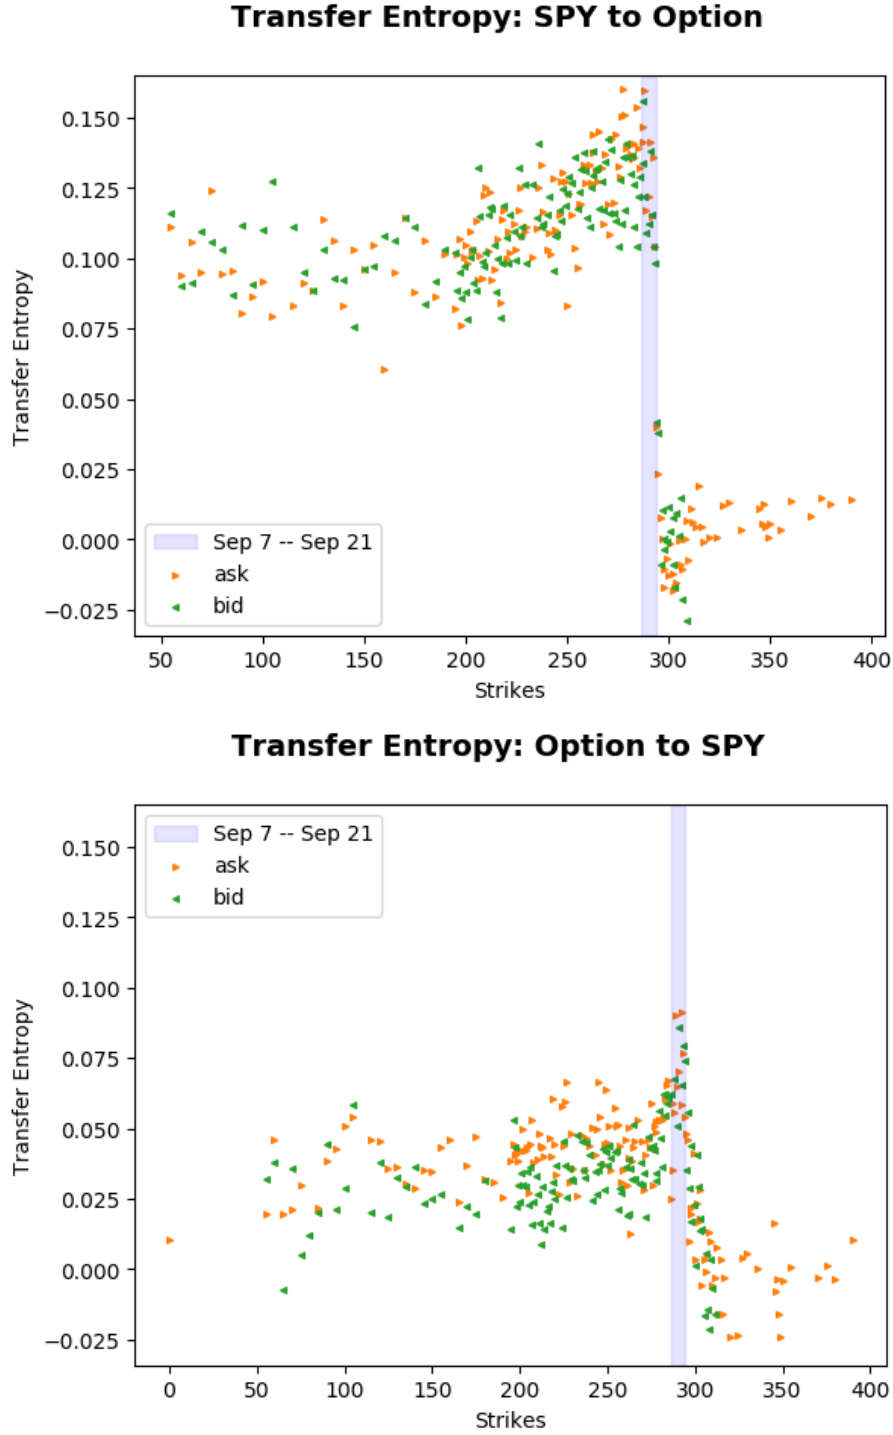 Transfer Entropy: SPY to Option
0.150
0.125
0.100
0.075
0.050
0.025
0.000
−0.025
Transfer Entropy
Sep 7 -- Sep 21
ask
bid
50 100 150 200 250 300 350 400
Strikes
Transfer Entropy: Option to SPY
Sep 7 -- Sep 21
ask
bid
0.150
0.125
0.100
0.075
0.050
0.025
0.000
−0.025
Transfer Entropy
0 50 100 150 200 250 300 350 400
Strikes